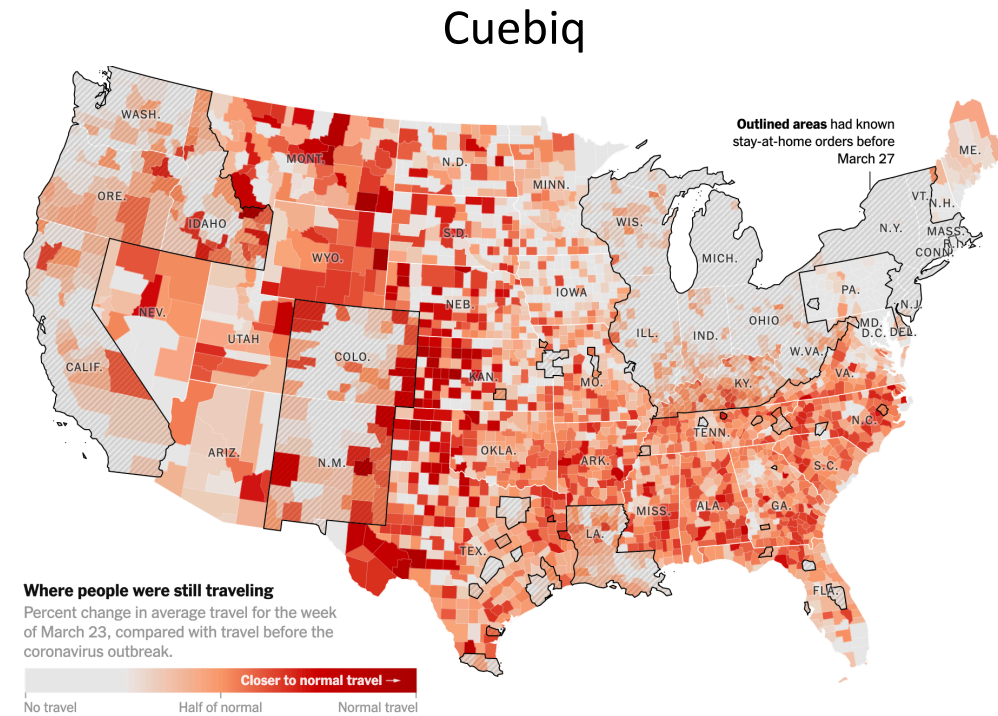 Cuebiq
Outlined areas had known
stay-at-home orders before
March 27
WASH.
MONT.
N.D.
MINN.
ME.
ORE.
IDAHO
S.D.
WIS.
VT.
N.H.
WYO.
MICH.
N.Y.
MASS.
R.I.
CONN.
NEB.
IOWA
PA.
N.J.
NEV.
UTAH
COLO.
ILL.
IND.
OHIO
MD.
D.C.
DEL.
CALIF.
KAN.
MO.
W.VA.
KY.
VA.
ARIZ.
N.M.
OKLA.
ARK.
TENN.
N.C.
S.C.
MISS.
ALA.
GA.
TEX.
LA.
FLA.
Where people were still traveling
Percent change in average travel for the week
of March 23, compared with travel before the
coronavirus outbreak.
Closer to normal travel →
No travel
Half of normal
Normal travel